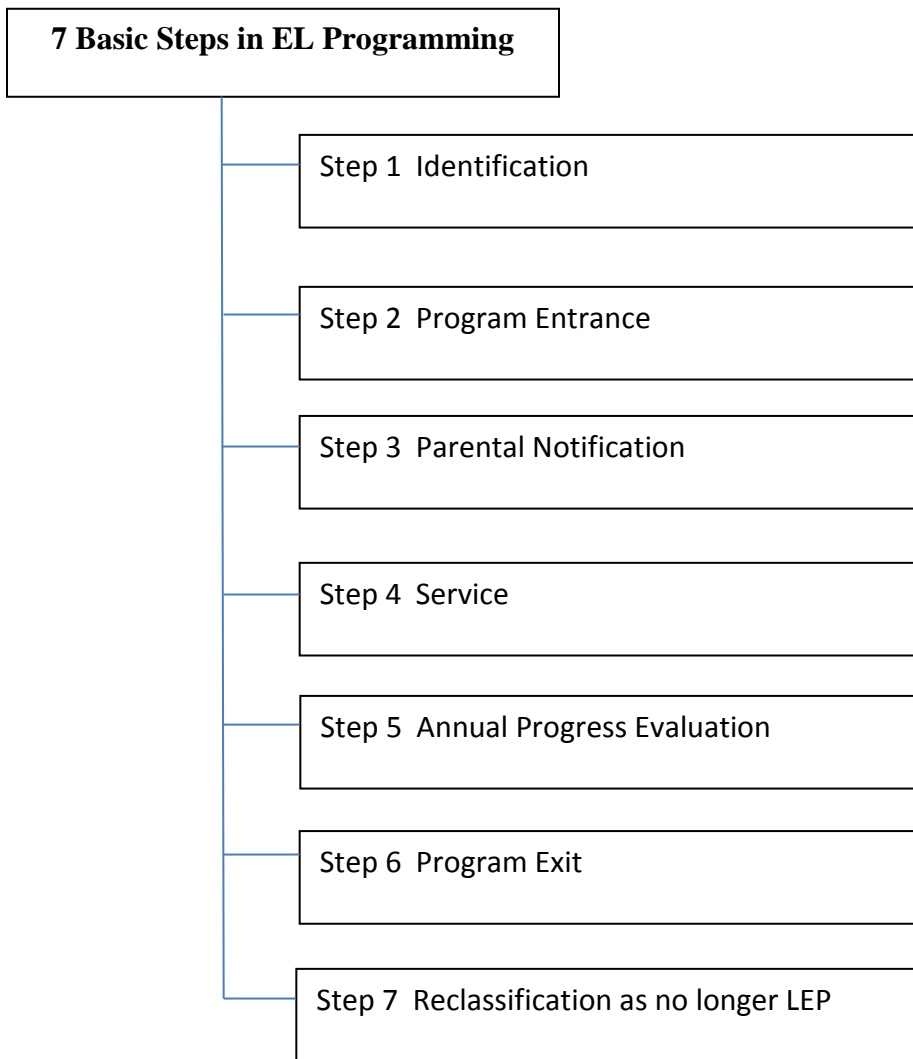 7 Basic Steps in EL Programming
Step 1  Identification
Step 2  Program Entrance
Step 3  Parental Notification
Step 4  Service
Step 5  Annual Progress Evaluation
Step 6  Program Exit
Step 7  Reclassification as no longer LEP